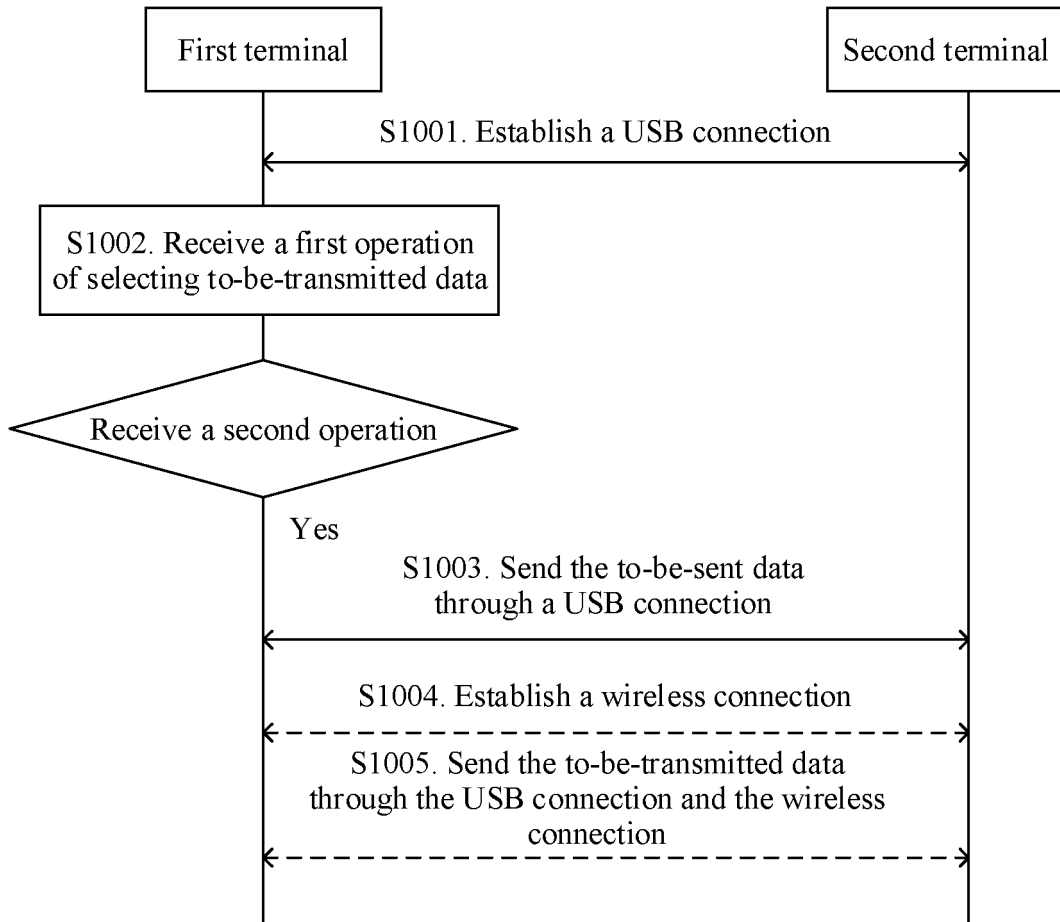 First terminal
Second terminal
S1001. Establish a USB connection
S1002. Receive a first operation
of selecting to-be-transmitted data
Receive a second operation
Yes
S1003. Send the to-be-sent data
through a USB connection
S1004. Establish a wireless connection
S1005. Send the to-be-transmitted data
through the USB connection and the wireless
connection